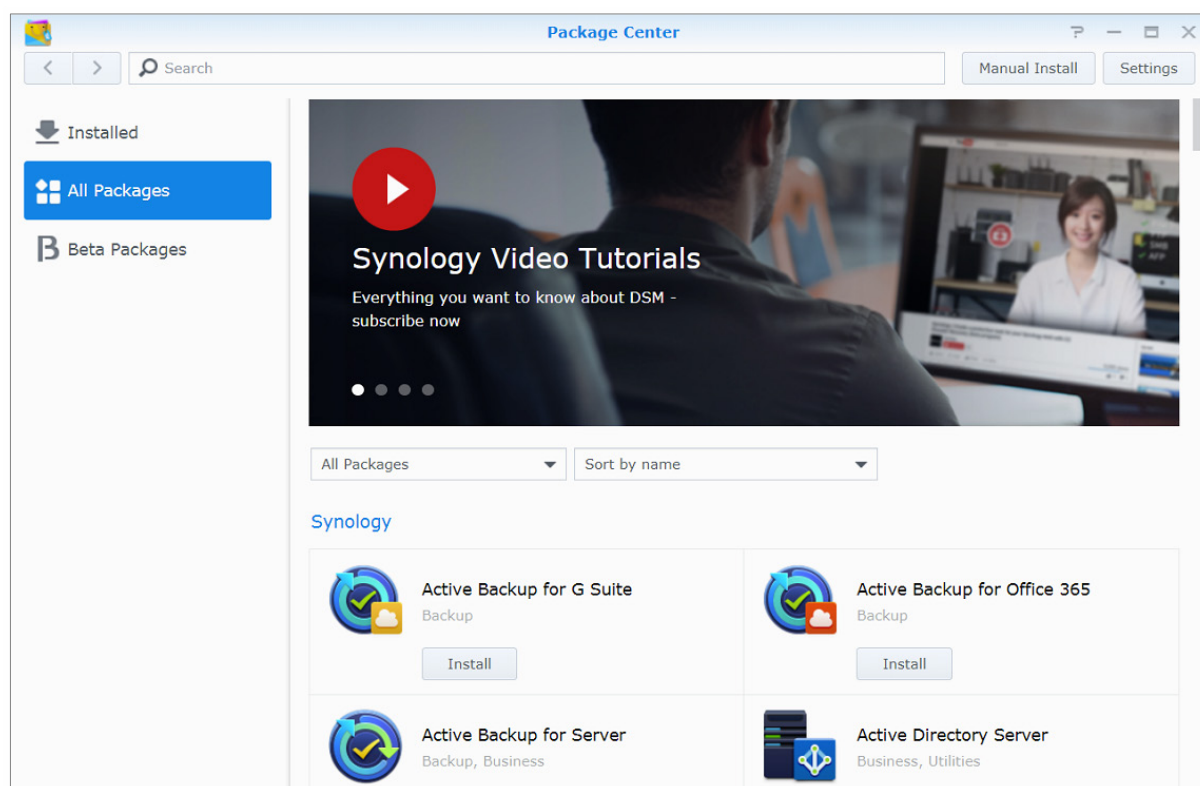 Package Center
Search
Manual Install
Settings
Installed
All Packages
Beta Packages
Synology Video Tutorials
Everything you want to know about DSM -
subscribe now
SMB
AFP
All Packages
Sort by name
Synology
Active Backup for G Suite
Backup
Install
Active Backup for Office 365
Backup
Install
Active Backup for Server
Backup, Business
Active Directory Server
Business, Utilities